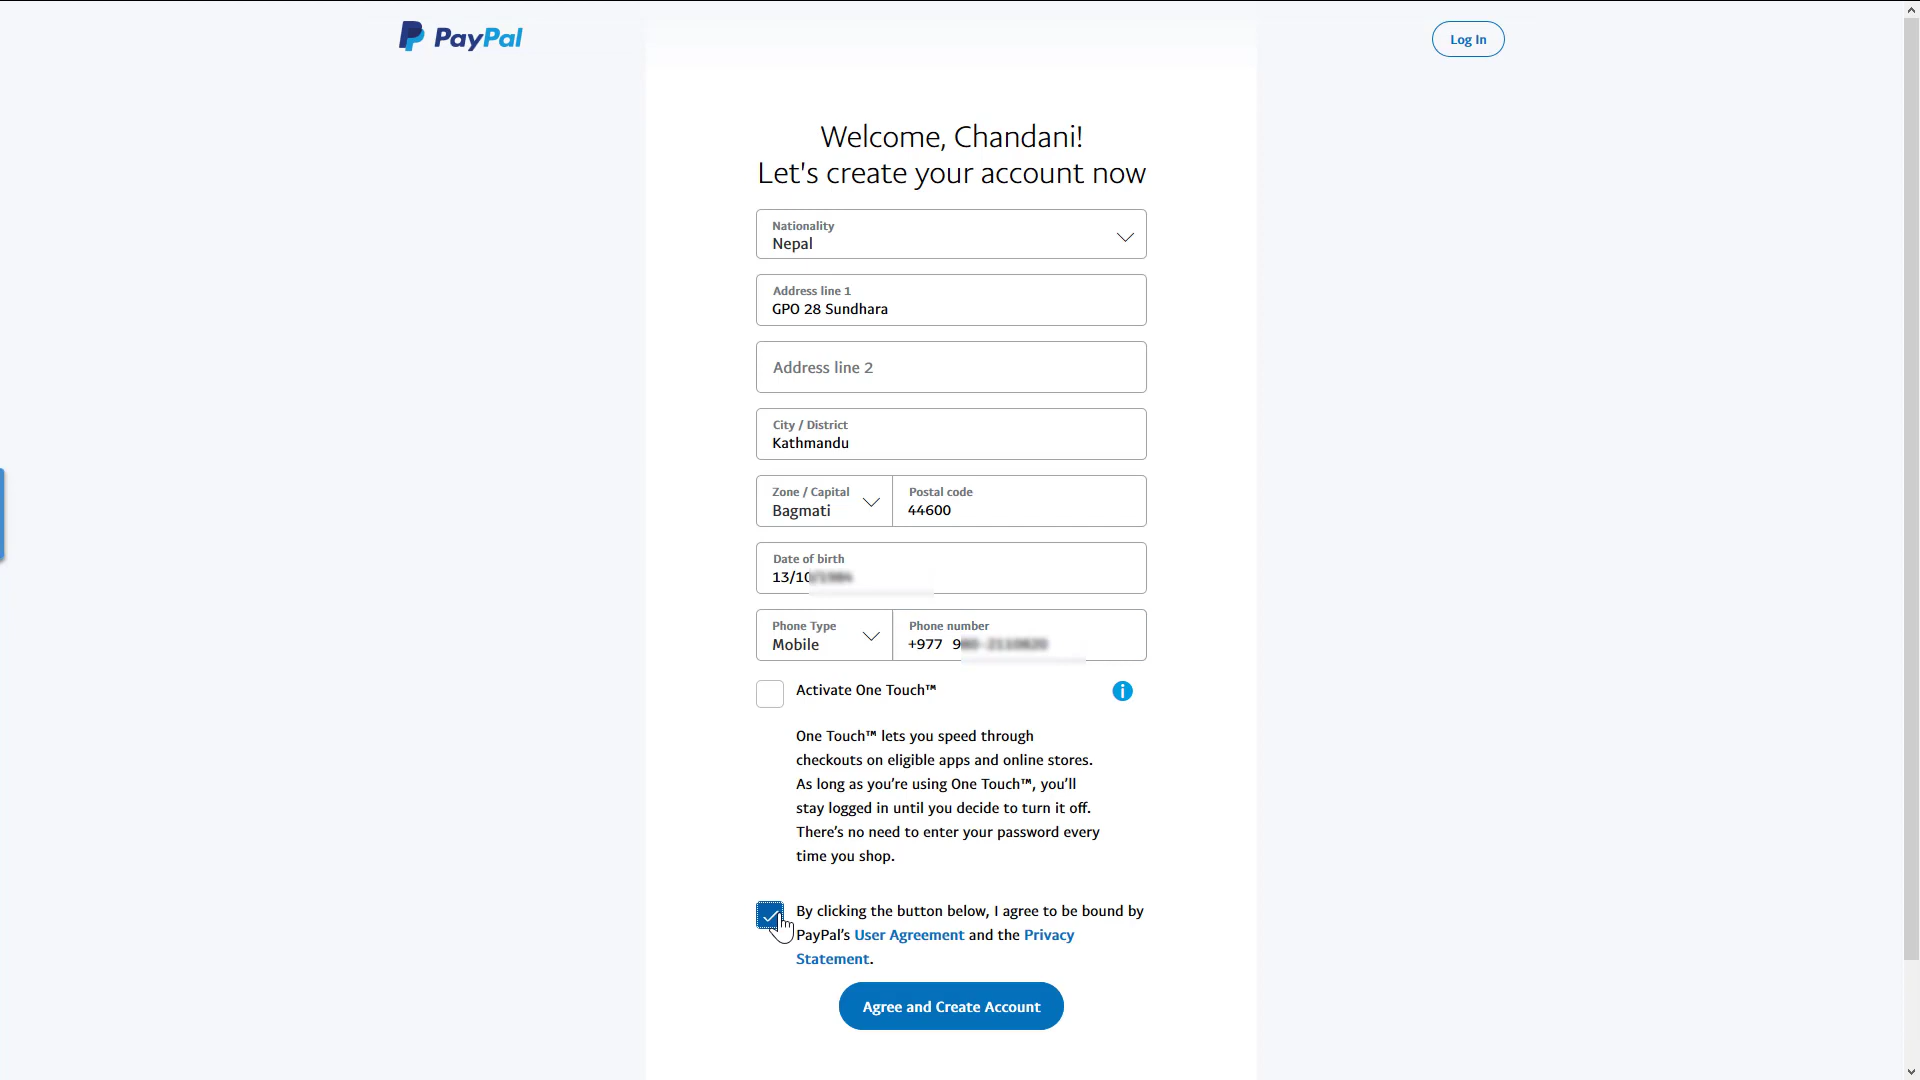 PayPal
Log In
Welcome, Chandani!
Let's create your account now
Nationality
Nepal
Address line 1
GPO 28 Sundhara
Address line 2
City / District
Kathmandu
Zone / Capital
Bagmati
Postal code
44600
Date of birth
13/10
Phone Type
Mobile
Phone number
+977 9
Activate One Touch™
One Touch™ lets you speed through
checkouts on eligible apps and online stores.
As long as you’re using One Touch™, you’ll
stay logged in until you decide to turn it off.
There’s no need to enter your password every
time you shop.
By clicking the button below, I agree to be bound by
PayPal’s User Agreement and the Privacy
Statement.
Agree and Create Account